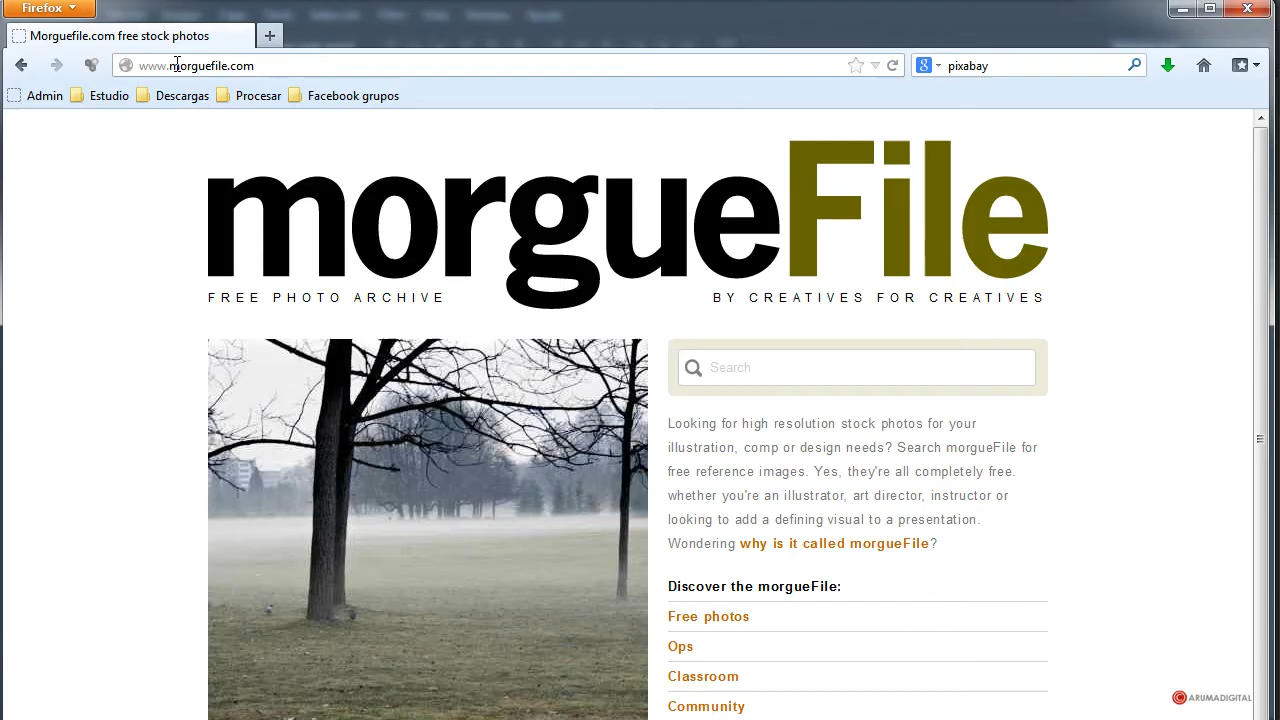 Firefox
Morguefile.com free stock photos
www.morguefile.com
pixabay
Admin Estudio Descargas Procesar Facebook grupos
morgueFile
FREE PHOTO ARCHIVE BY CREATIVES FOR CREATIVES
Search
Looking for high resolution stock photos for your
illustration, comp or design needs? Search morgueFile for
free reference images. Yes, they're all completely free.
whether you're an illustrator, art director, instructor or
looking to add a defining visual to a presentation.
Wondering why is it called morgueFile?
Discover the morgueFile:
Free photos
Ops
Classroom
Community
ARUMADIGITAL